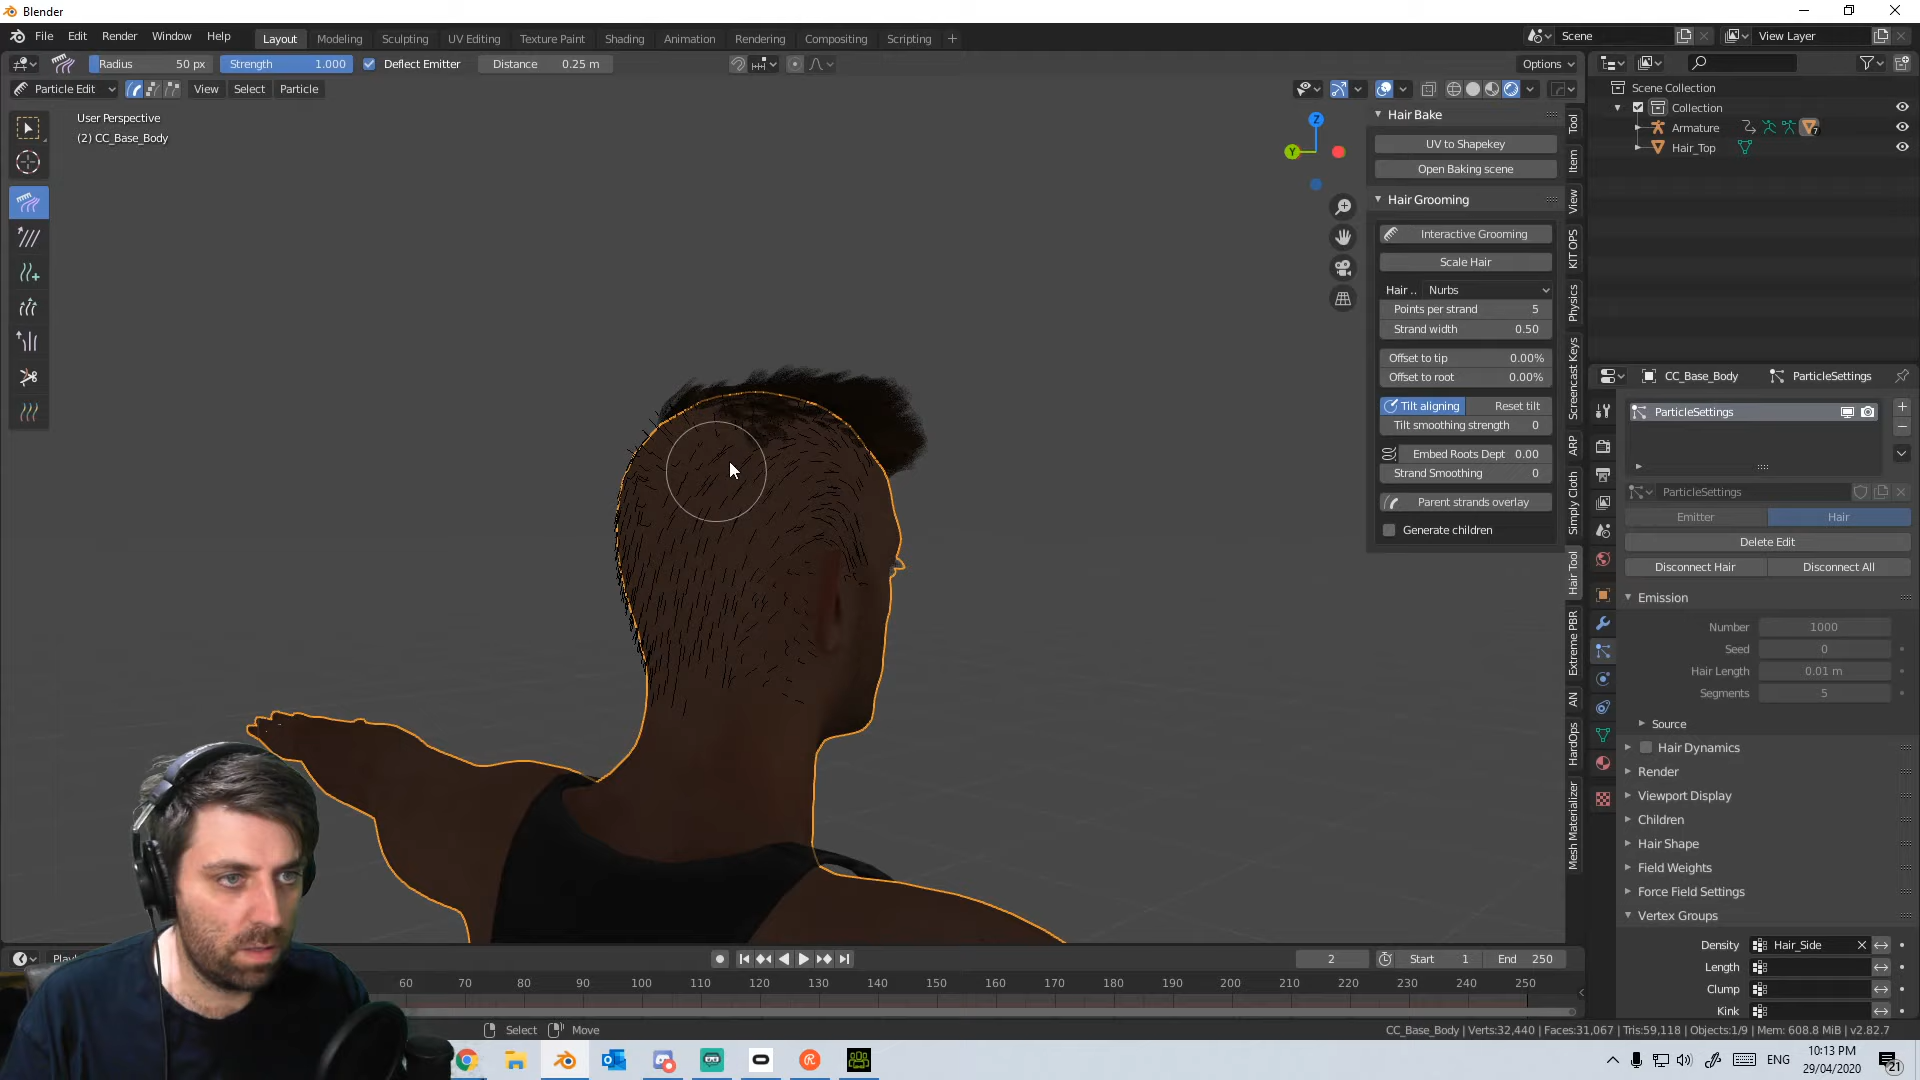 Blender
File Edit Render Window Help
Layout Modeling Sculpting UV Editing Texture Paint Shading Animation Rendering Compositing Scripting +
Scene View Layer
Radius 50 px Strength 1.000 Deflect Emitter Distance 0.25 m Options
Particle Edit View Select Particle
User Perspective
(2) CC_Base_Body
Z
Y
Hair Bake
UV to Shapekey
Open Baking scene
Hair Grooming
Interactive Grooming
Scale Hair
Hair .. Nurbs
Points per strand 5
Strand width 0.50
Offset to tip 0.00%
Offset to root 0.00%
Tilt aligning Reset tilt
Tilt smoothing strength 0
Embed Roots Dept 0.00
Strand Smoothing 0
Parent strands overlay
Generate children
Tool
Item
View
KIT OPS
Physics
Screencast Keys
ARP
Simply Cloth
Hair Tool
Extreme PBR
AN
HardOps
Mesh Materializer
Scene Collection
Collection
Armature 7
Hair_Top
CC_Base_Body ParticleSettings
ParticleSettings
ParticleSettings
Emitter Hair
Delete Edit
Disconnect Hair Disconnect All
Emission
Number 1000
Seed 0
Hair Length 0.01 m
Segments 5
Source
Hair Dynamics
Render
Viewport Display
Children
Hair Shape
Field Weights
Force Field Settings
Vertex Groups
Density Hair_Side
Length
Clump
Kink
2 Start 1 End 250
60 70 80 90 100 110 120 130 140 150 160 170 180 190 200 210 220 230 240 250
Select Move
CC_Base_Body | Verts:32,440 | Faces:31,067 | Tris:59,118 | Objects:1/9 | Mem: 608.8 MiB | v2.82.7
ENG 10:13 PM
29/04/2020 21